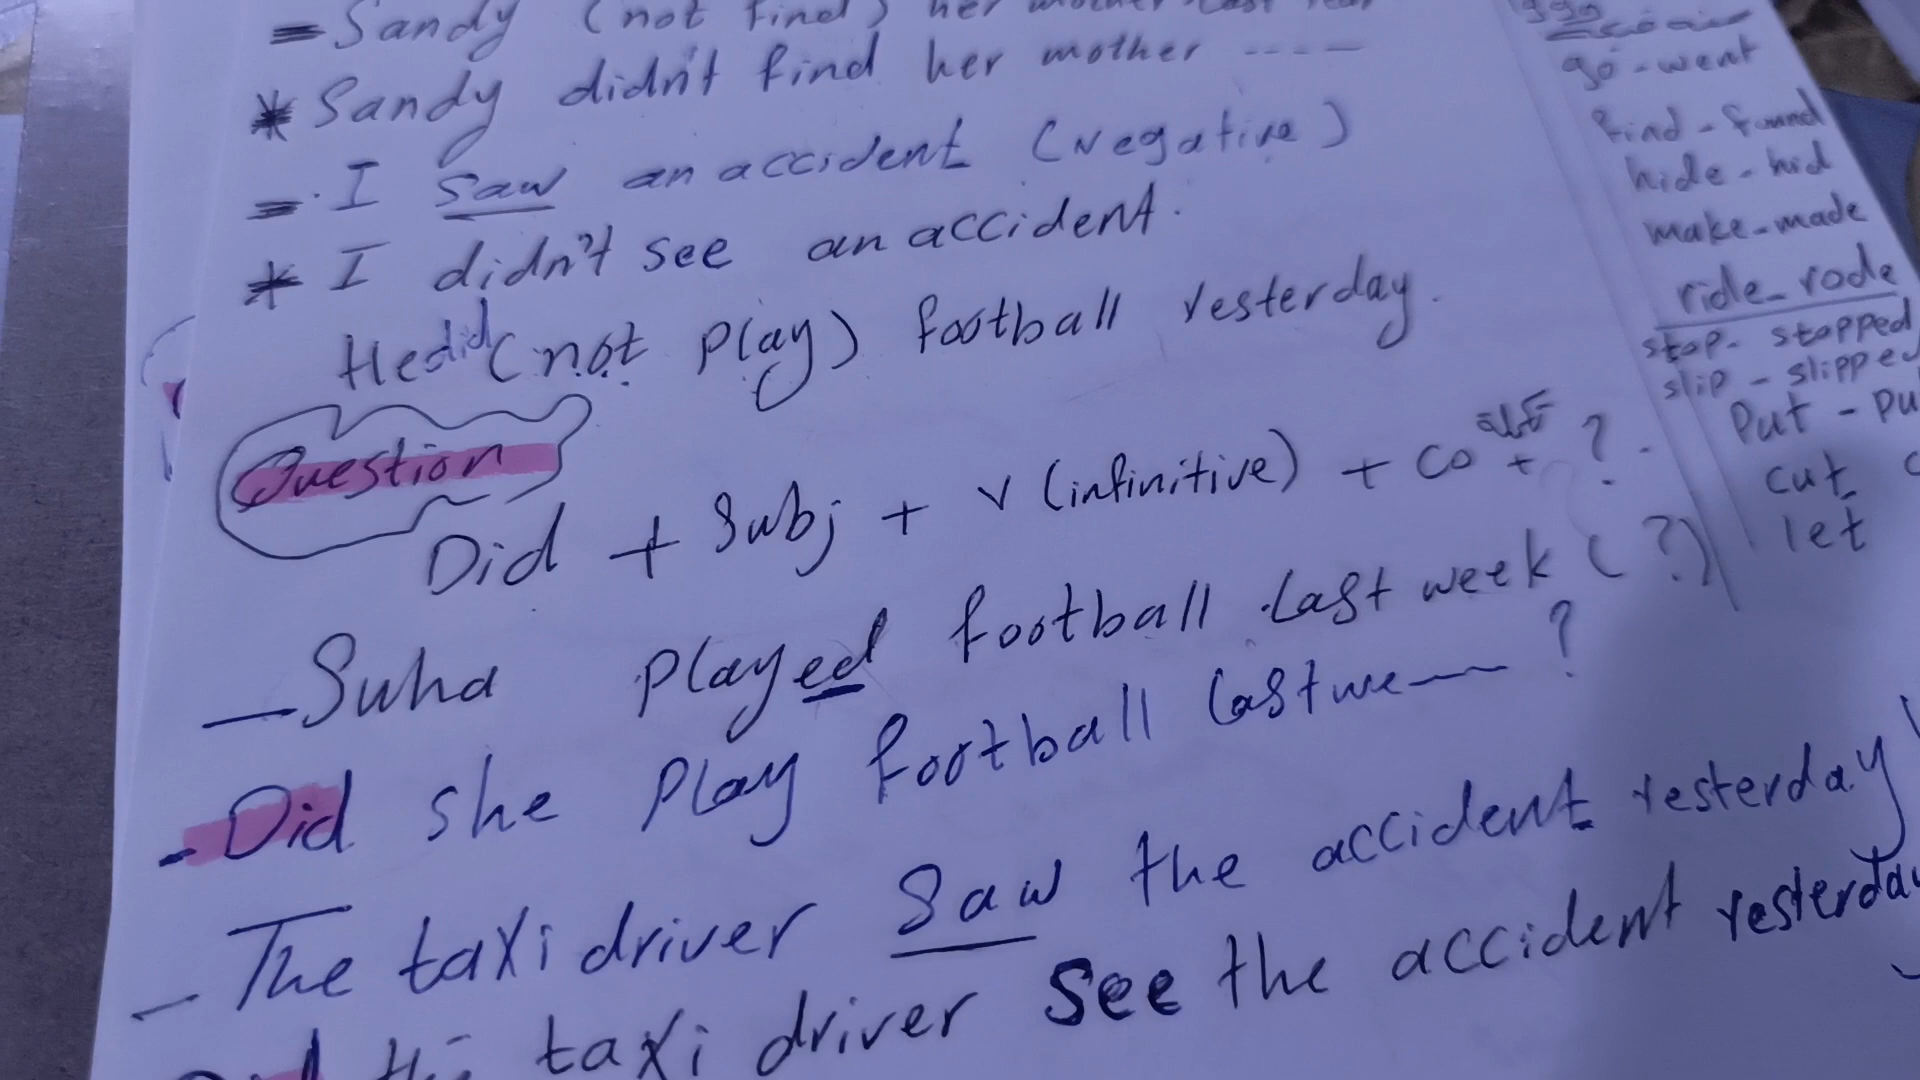 = Sandy (not find) her mother last year
* Sandy didn't find her mother ----
= I saw an accident (Negative)
* I didn't see an accident.
He did (not play) football yesterday.
Question
Did + Subj + v (infinitive) + Co + ?
- Suha played football last week (?)
- Did she play football last we— ?
- The taxi driver saw the accident yesterday
taxi driver see the accident yesterday
go - went
find - found
hide - hid
make - made
ride - rode
stop - stopped
slip - slipped
Put - pu
cut c
let